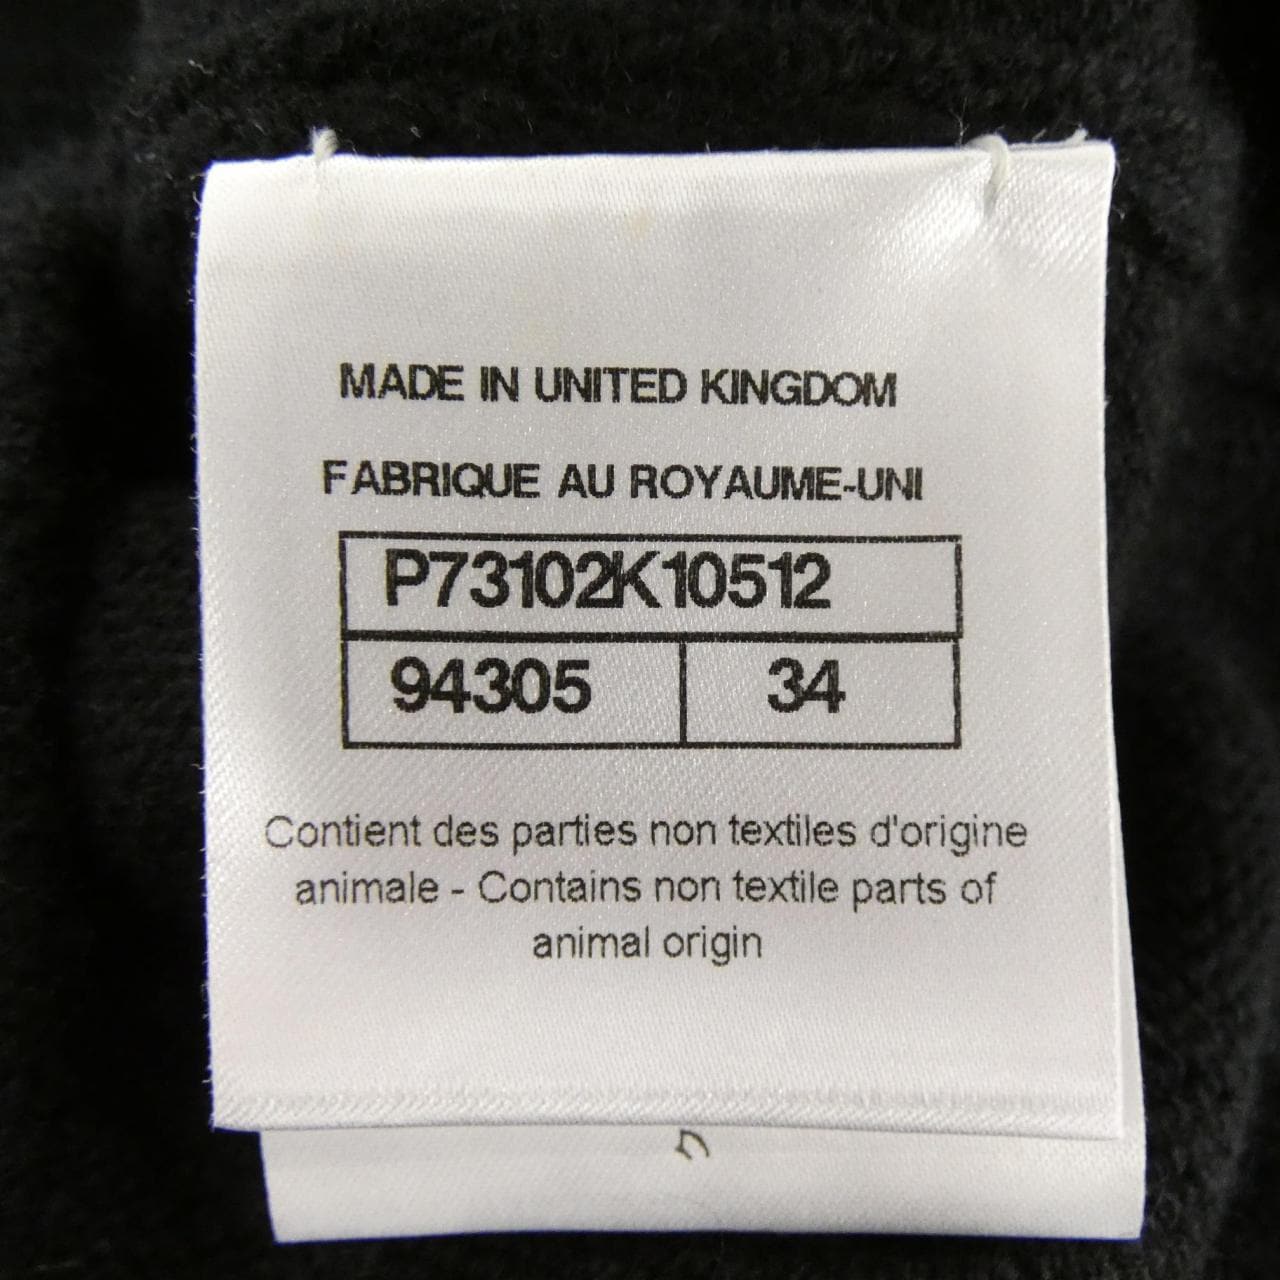 MADE IN UNITED KINGDOM
FABRIQUE AU ROYAUME-UNI
P73102K10512
94305 34
Contient des parties non textiles d'origine
animale - Contains non textile parts of
animal origin